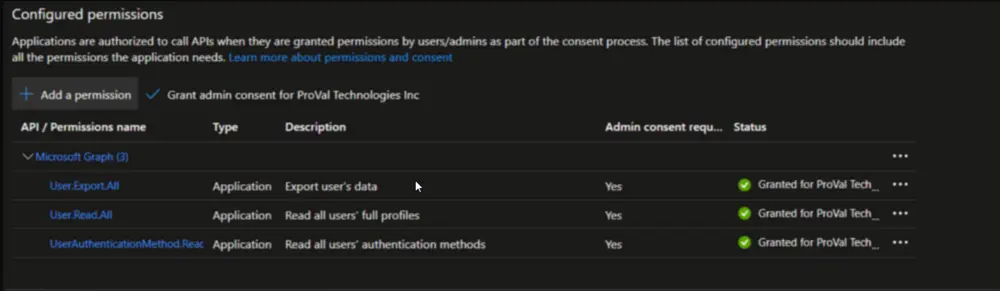 Configured permissions
Applications are authorized to call APIs when they are granted permissions by users/admins as part of the consent process. The list of configured permissions should include
all the permissions the application needs. Learn more about permissions and consent
+ Add a permission ✓ Grant admin consent for ProVal Technologies Inc
API / Permissions name Type Description Admin consent requ... Status
Microsoft Graph (3) ...
User.Export.All Application Export user's data Yes Granted for ProVal Tech... ...
User.Read.All Application Read all users' full profiles Yes Granted for ProVal Tech... ...
UserAuthenticationMethod.Read Application Read all users' authentication methods Yes Granted for ProVal Tech... ...